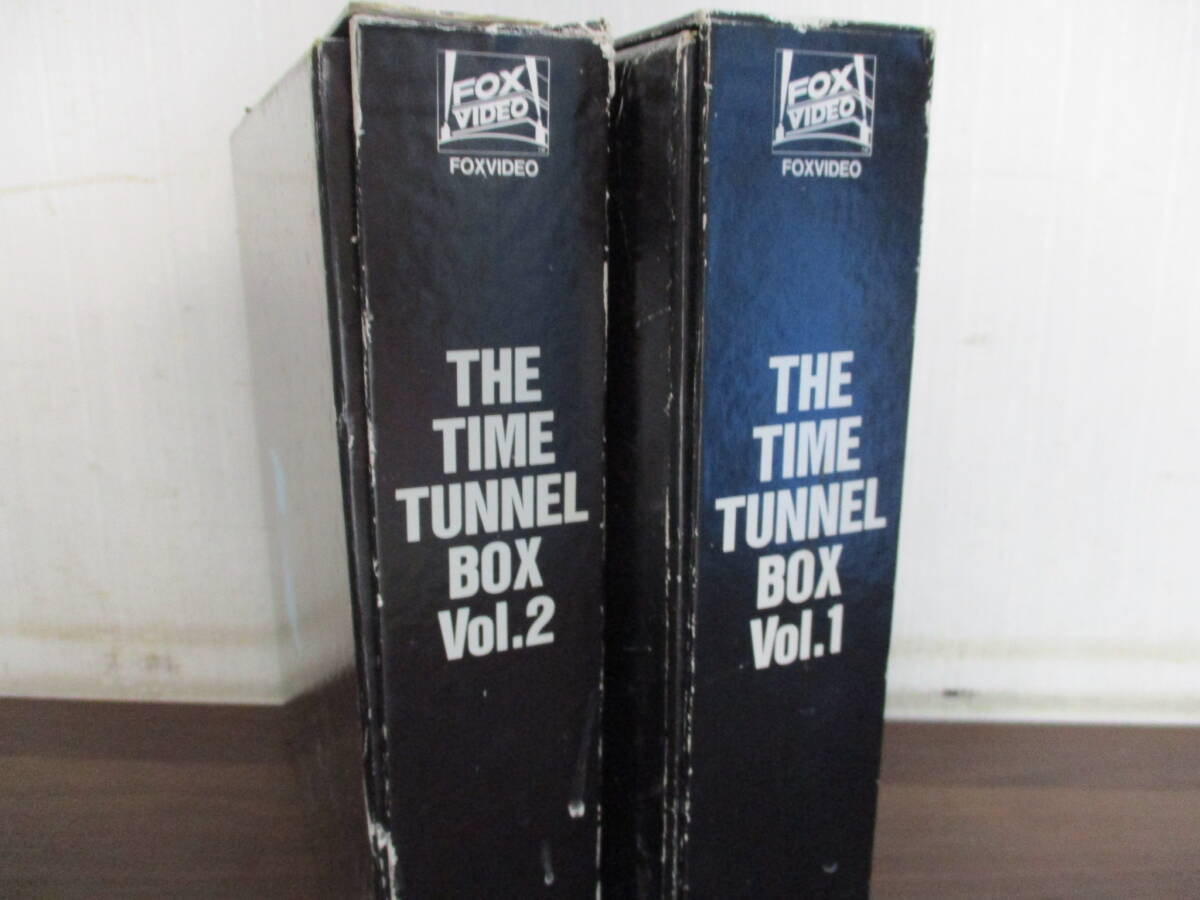 FOX
VIDEO
FOXVIDEO
THE
TIME
TUNNEL
BOX
Vol.2
FOX
VIDEO
FOXVIDEO
THE
TIME
TUNNEL
BOX
Vol.1